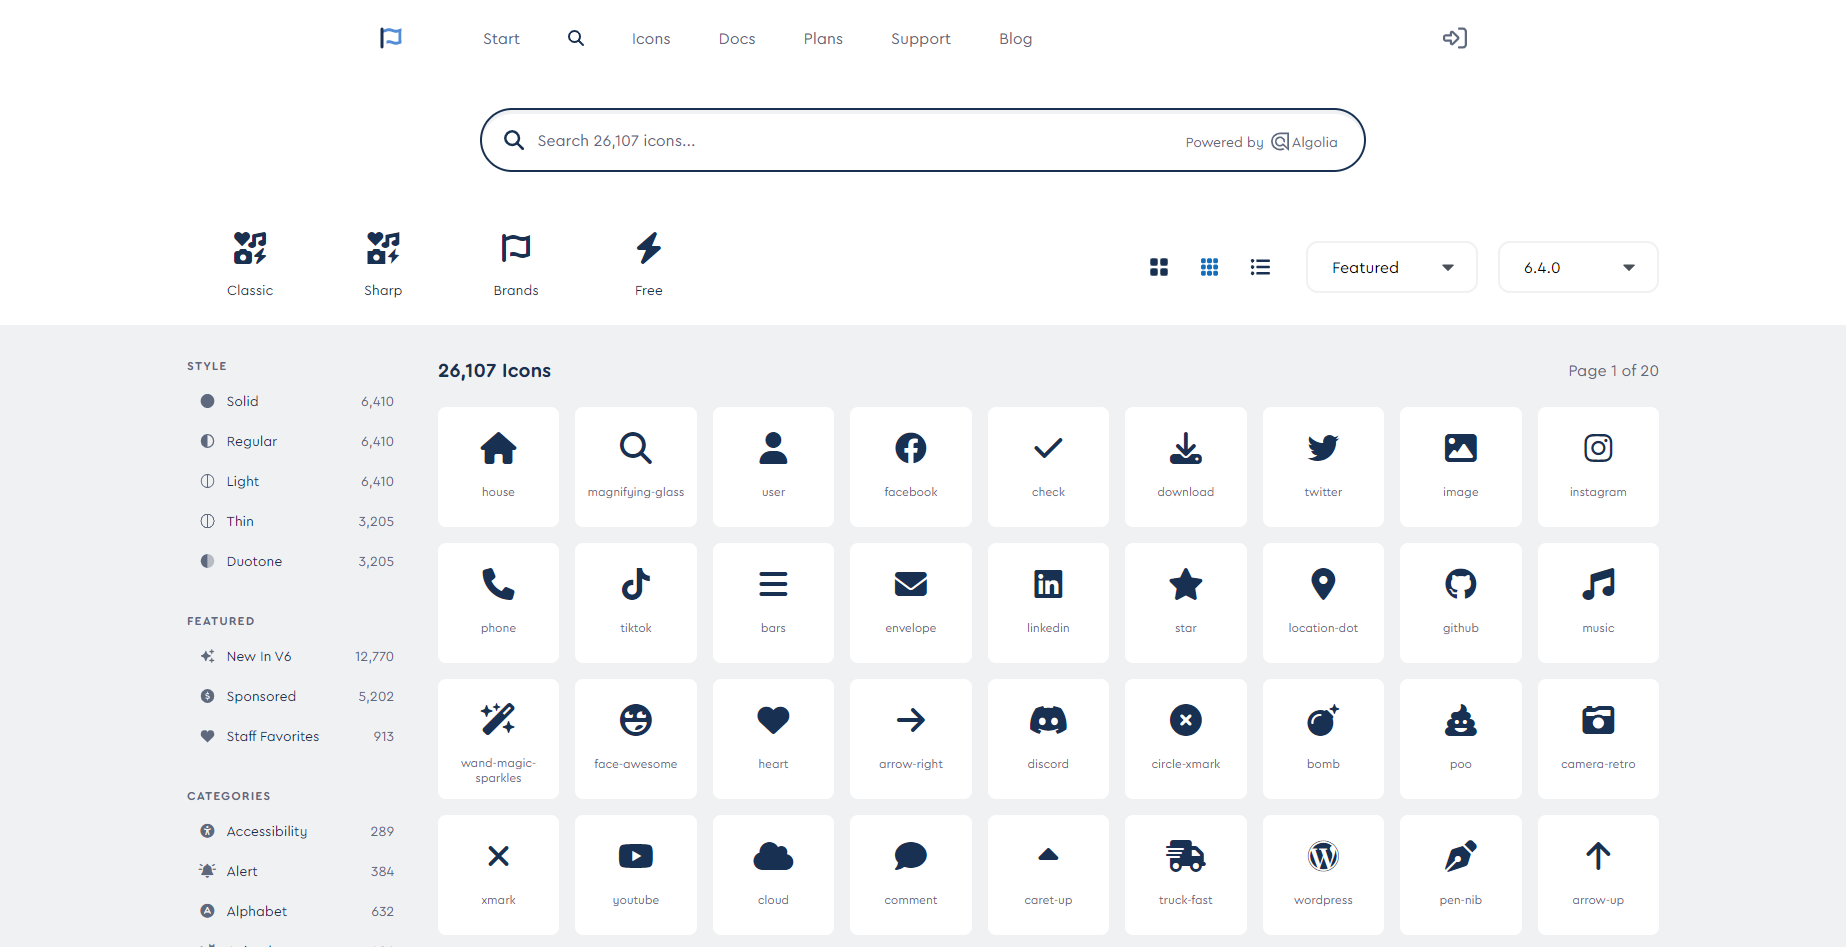 Start
Icons
Docs
Plans
Support
Blog
Search 26,107 icons...
Powered by Algolia
Classic
Sharp
Brands
Free
Featured
6.4.0
STYLE
Solid 6,410
Regular 6,410
Light 6,410
Thin 3,205
Duotone 3,205
FEATURED
New In V6 12,770
Sponsored 5,202
Staff Favorites 913
CATEGORIES
Accessibility 289
Alert 384
Alphabet 632
26,107 Icons
Page 1 of 20
house
magnifying-glass
user
facebook
check
download
twitter
image
instagram
phone
tiktok
bars
envelope
linkedin
star
location-dot
github
music
wand-magic-
sparkles
face-awesome
heart
arrow-right
discord
circle-xmark
bomb
poo
camera-retro
xmark
youtube
cloud
comment
caret-up
truck-fast
wordpress
pen-nib
arrow-up